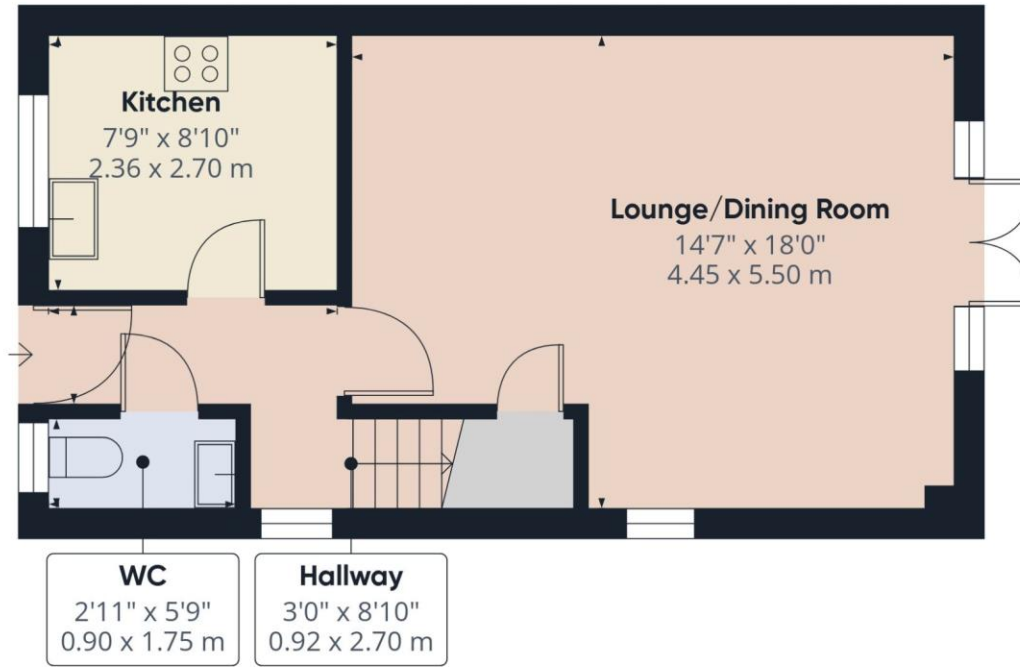 Kitchen
7'9" x 8'10"
2.36 x 2.70 m
Lounge/Dining Room
14'7" x 18'0"
4.45 x 5.50 m
WC
2'11" x 5'9"
0.90 x 1.75 m
Hallway
3'0" x 8'10"
0.92 x 2.70 m